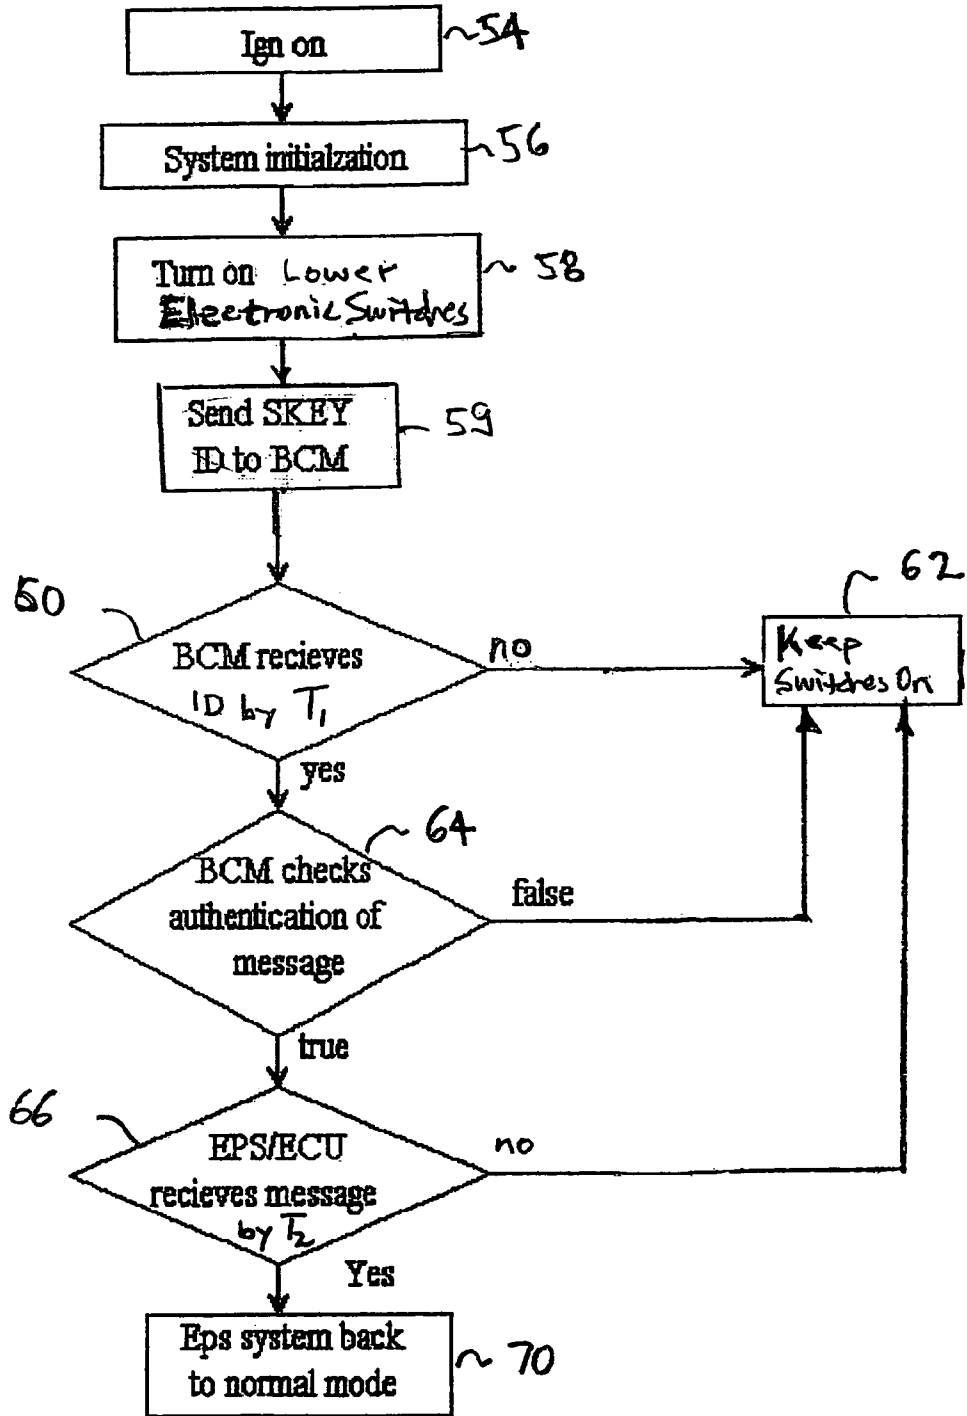 Ign on
54
System initialzation
56
Turn on Lower
Electronic Switches
58
Send SKEY
ID to BCM
59
60
BCM recieves
ID by T1
no
62
Keep
Switches On
yes
64
BCM checks
authentication of
message
false
true
66
EPS/ECU
recieves message
by T2
no
Yes
Eps system back
to normal mode
70